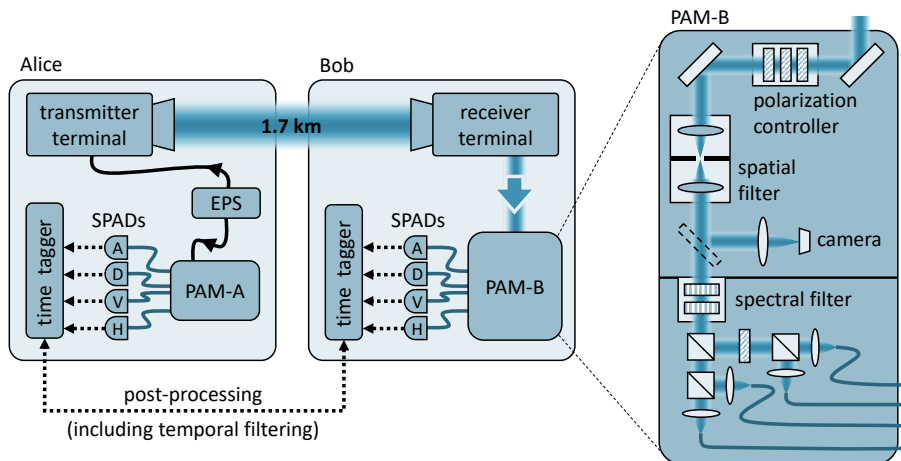 Alice
transmitter
terminal
1.7 km
EPS
SPADs
time tagger
A
D
V
H
PAM-A
Bob
receiver
terminal
SPADs
time tagger
A
D
V
H
PAM-B
post-processing
(including temporal filtering)
PAM-B
polarization
controller
spatial
filter
camera
spectral filter